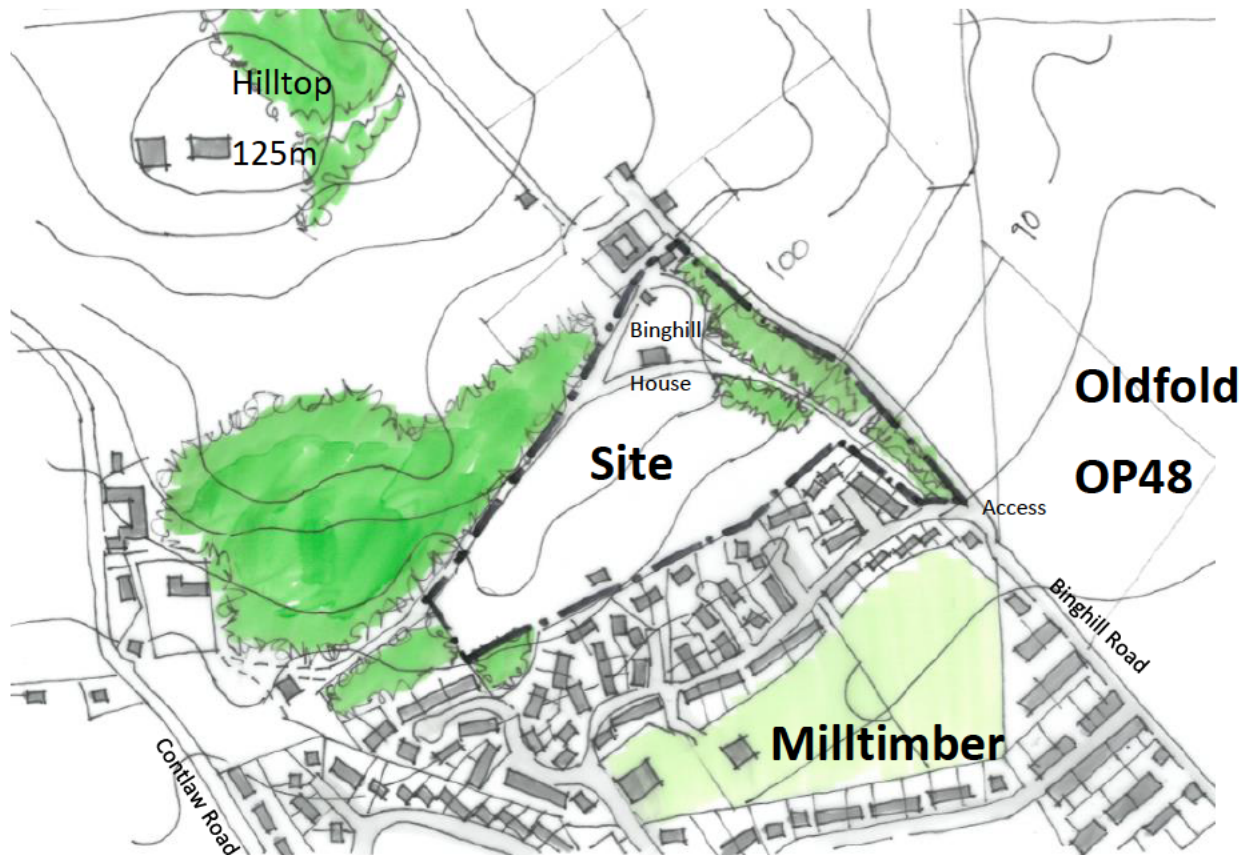 Hilltop
125m
90
100
Binghill
House
Oldfold
OP48
Site
Access
Binghill Road
Milltimber
Contlaw Road